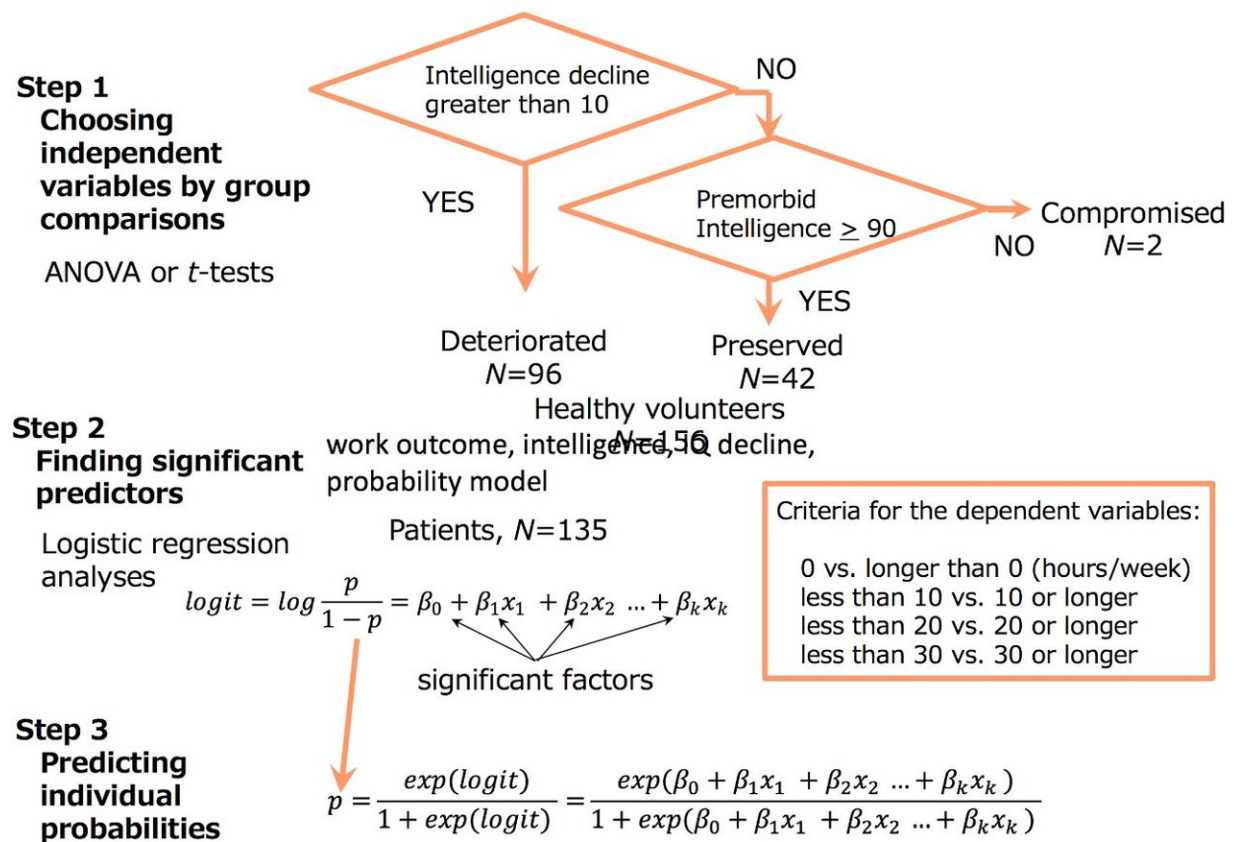 Step 1
Choosing
independent
variables by group
comparisons
ANOVA or t-tests
Intelligence decline
greater than 10
NO
YES
Premorbid
Intelligence ≥ 90
NO
Compromised
N=2
YES
Deteriorated
N=96
Preserved
N=42
Healthy volunteers
N=156
Step 2
Finding significant
predictors
Logistic regression
analyses
work outcome, intelligence, IQ decline,
probability model
Patients, N=135
logit = log p/(1 − p) = β₀ + β₁x₁ + β₂x₂ … + βₖxₖ
significant factors
Criteria for the dependent variables:
0 vs. longer than 0 (hours/week)
less than 10 vs. 10 or longer
less than 20 vs. 20 or longer
less than 30 vs. 30 or longer
Step 3
Predicting
individual
probabilities
p = exp(logit)/(1 + exp(logit)) = exp(β₀ + β₁x₁ + β₂x₂ … + βₖxₖ)/(1 + exp(β₀ + β₁x₁ + β₂x₂ … + βₖxₖ))